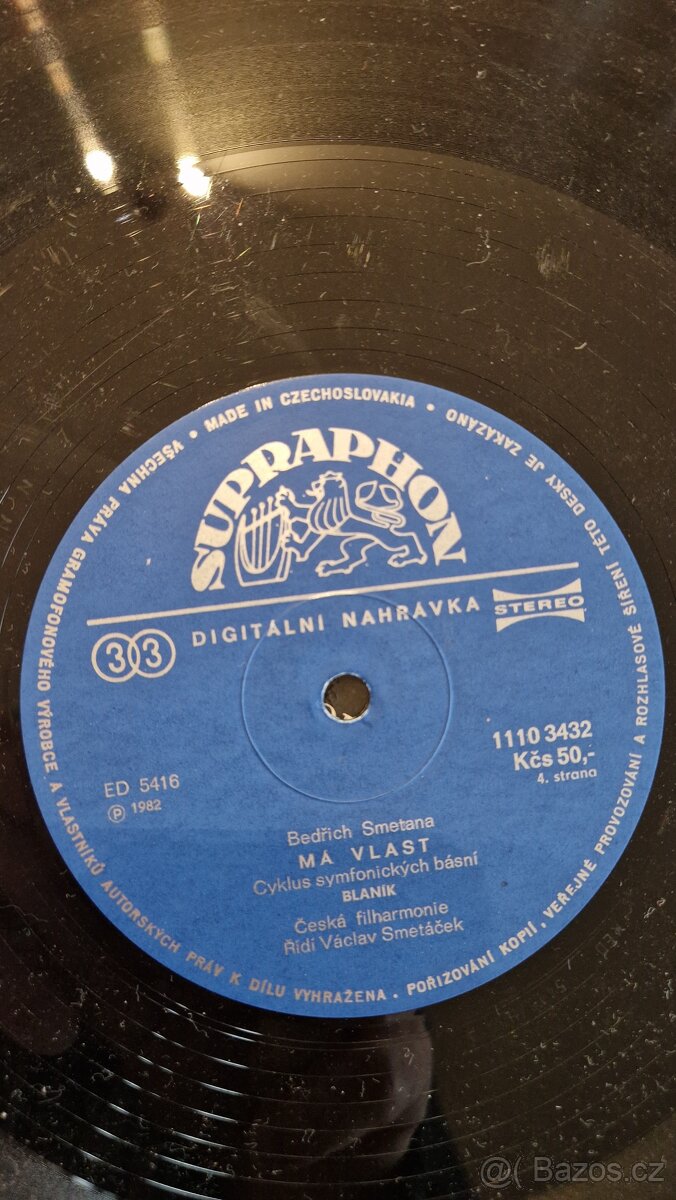 VŠECHNA PRÁVA GRAMOFONOVÉHO VÝROBCE A VLASTNÍKŮ AUTORSKÝCH PRÁV K DÍLU VYHRAŽENA . POŘIZOVÁNÍ KOPIÍ, VEŘEJNÉ PROVOZOVÁNÍ A ROZHLASOVÉ ŠÍŘENÍ TÉTO DESKY JE ZAKÁZÁNO • MADE IN CZECHOSLOVAKIA •
SUPRAPHON
33
DIGITÁLNI NAHRÁVKA
STEREO
1110 3432
Kčs 50,-
4. strana
ED 5416
Ⓟ 1982
Bedřich Smetana
MÁ VLAST
Cyklus symfonických básní
BLANÍK
Česká filharmonie
Řídí Václav Smetáček
Bazos.cz